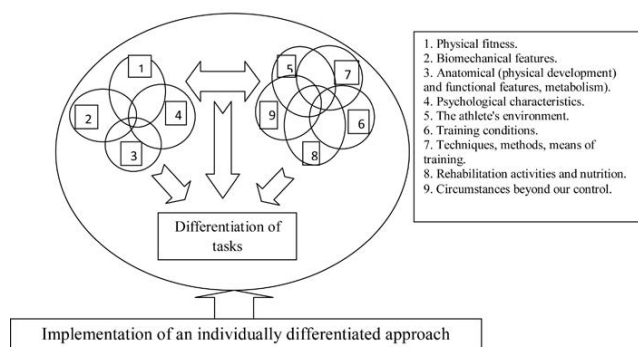 1
2
3
4
5
7
9
6
8
Differentiation of
tasks
Implementation of an individually differentiated approach
1. Physical fitness.
2. Biomechanical features.
3. Anatomical (physical development)
and functional features, metabolism).
4. Psychological characteristics.
5. The athlete's environment.
6. Training conditions.
7. Techniques, methods, means of
training.
8. Rehabilitation activities and nutrition.
9. Circumstances beyond our control.